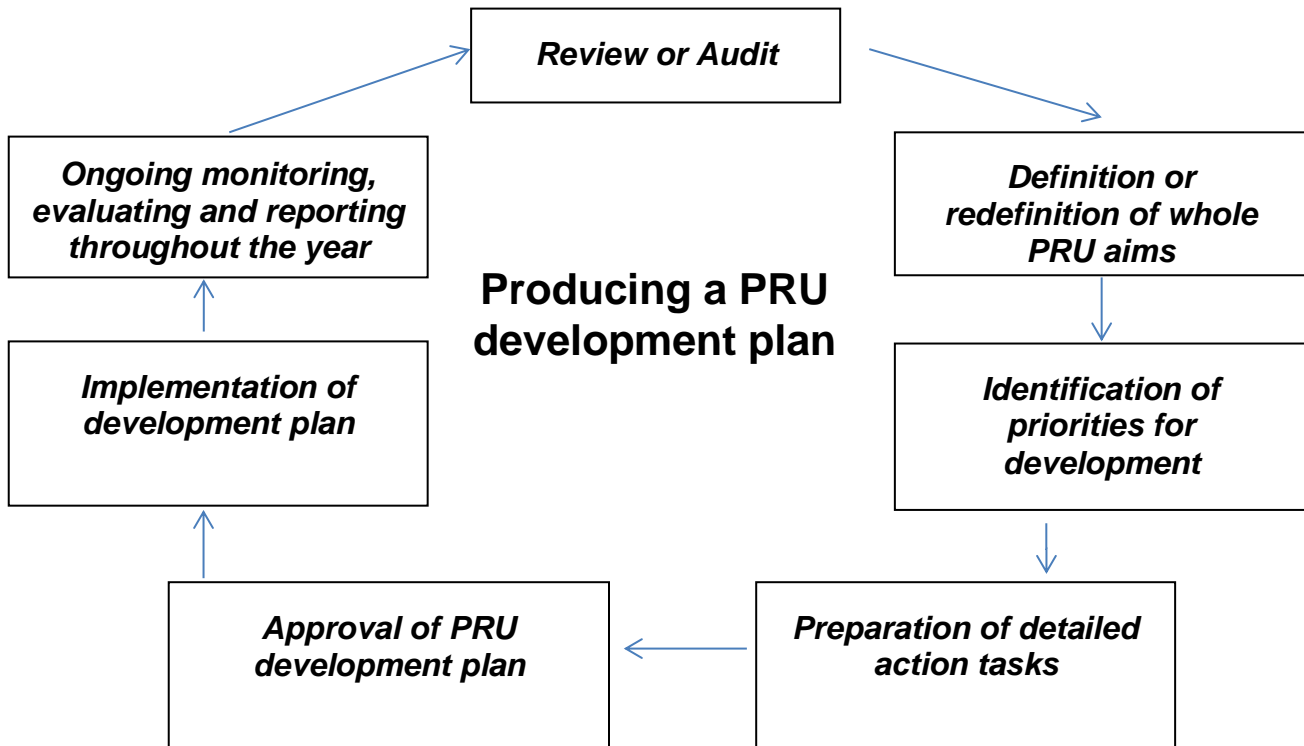 Review or Audit
Definition or
redefinition of whole
PRU aims
Identification of
priorities for
development
Preparation of detailed
action tasks
Approval of PRU
development plan
Implementation of
development plan
Ongoing monitoring,
evaluating and reporting
throughout the year
Producing a PRU
development plan